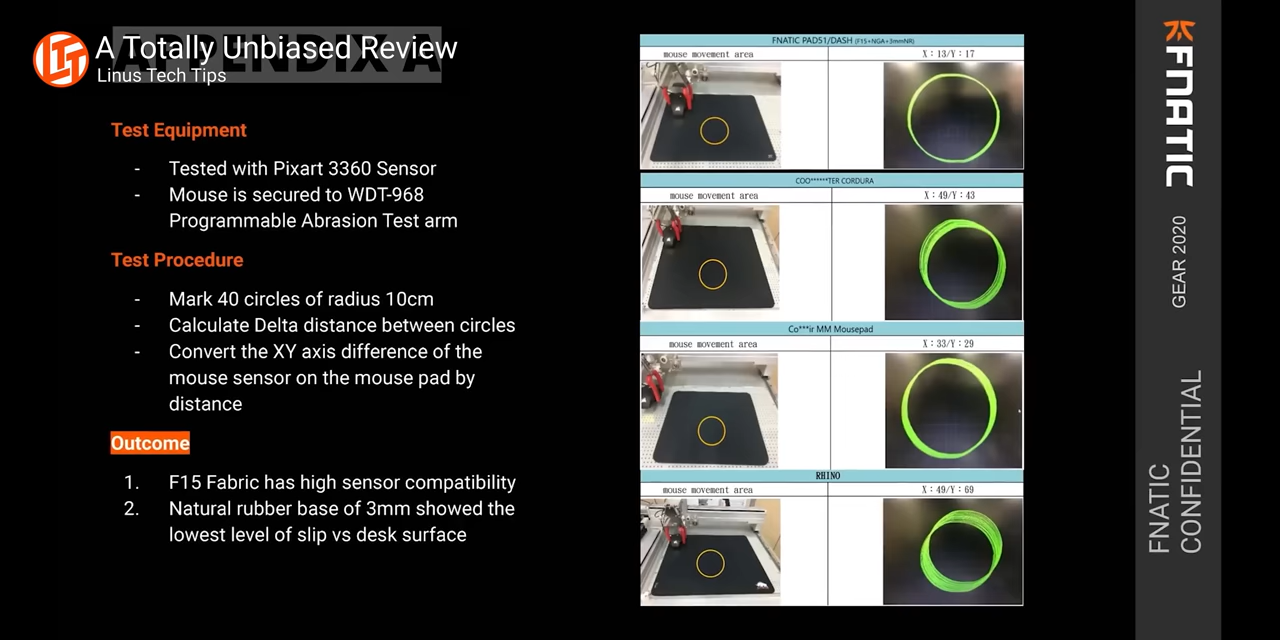 A Totally Unbiased Review
Linus Tech Tips
APPENDIX A
Test Equipment
- Tested with Pixart 3360 Sensor
- Mouse is secured to WDT-968
Programmable Abrasion Test arm
Test Procedure
- Mark 40 circles of radius 10cm
- Calculate Delta distance between circles
- Convert the XY axis difference of the
mouse sensor on the mouse pad by
distance
Outcome
1. F15 Fabric has high sensor compatibility
2. Natural rubber base of 3mm showed the
lowest level of slip vs desk surface
FNATIC PAD51/DASH (F15+NGA+3mmNR)
mouse movement area X：13/Y：17
COO******TER CORDURA
mouse movement area X：49/Y：43
Co***ir MM Mousepad
mouse movement area X：33/Y：29
RHINO
mouse movement area X：49/Y：69
FNATIC
GEAR 2020
FNATIC
CONFIDENTIAL